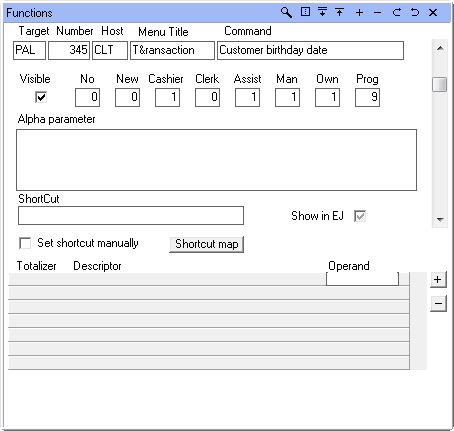 Functions
Target Number Host Menu Title Command
PAL 345 CLT T&ransaction Customer birthday date
Visible No New Cashier Clerk Assist Man Own Prog
0 0 1 0 1 1 1 9
Alpha parameter
ShortCut
Show in EJ
Set shortcut manually Shortcut map
Totalizer Descriptor Operand